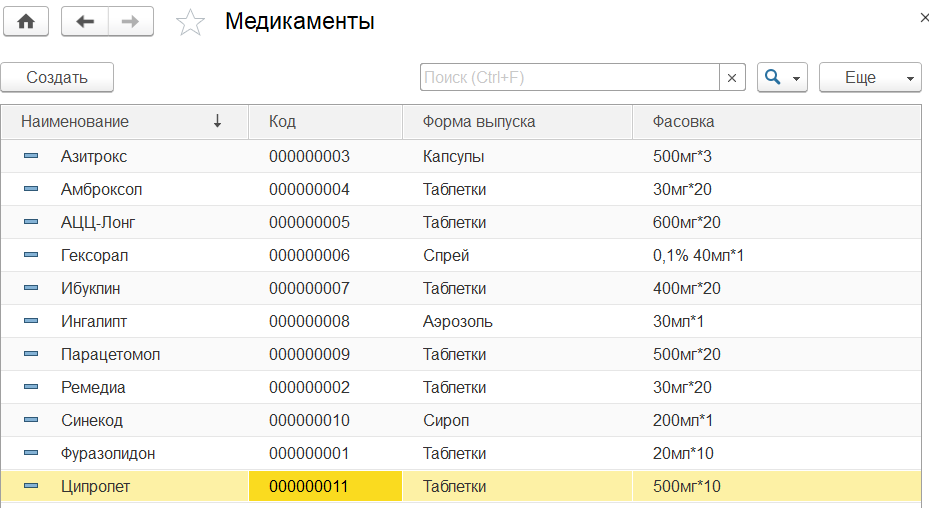 Медикаменты
Создать Поиск (Ctrl+F) Еще
Наименование Код Форма выпуска Фасовка
Азитрокс 000000003 Капсулы 500мг*3
Амброксол 000000004 Таблетки 30мг*20
АЦЦ-Лонг 000000005 Таблетки 600мг*20
Гексорал 000000006 Спрей 0,1% 40мл*1
Ибуклин 000000007 Таблетки 400мг*20
Ингалипт 000000008 Аэрозоль 30мл*1
Парацетомол 000000009 Таблетки 500мг*20
Ремедиа 000000002 Таблетки 30мг*20
Синекод 000000010 Сироп 200мл*1
Фуразолидон 000000001 Таблетки 20мл*10
Ципролет 000000011 Таблетки 500мг*10